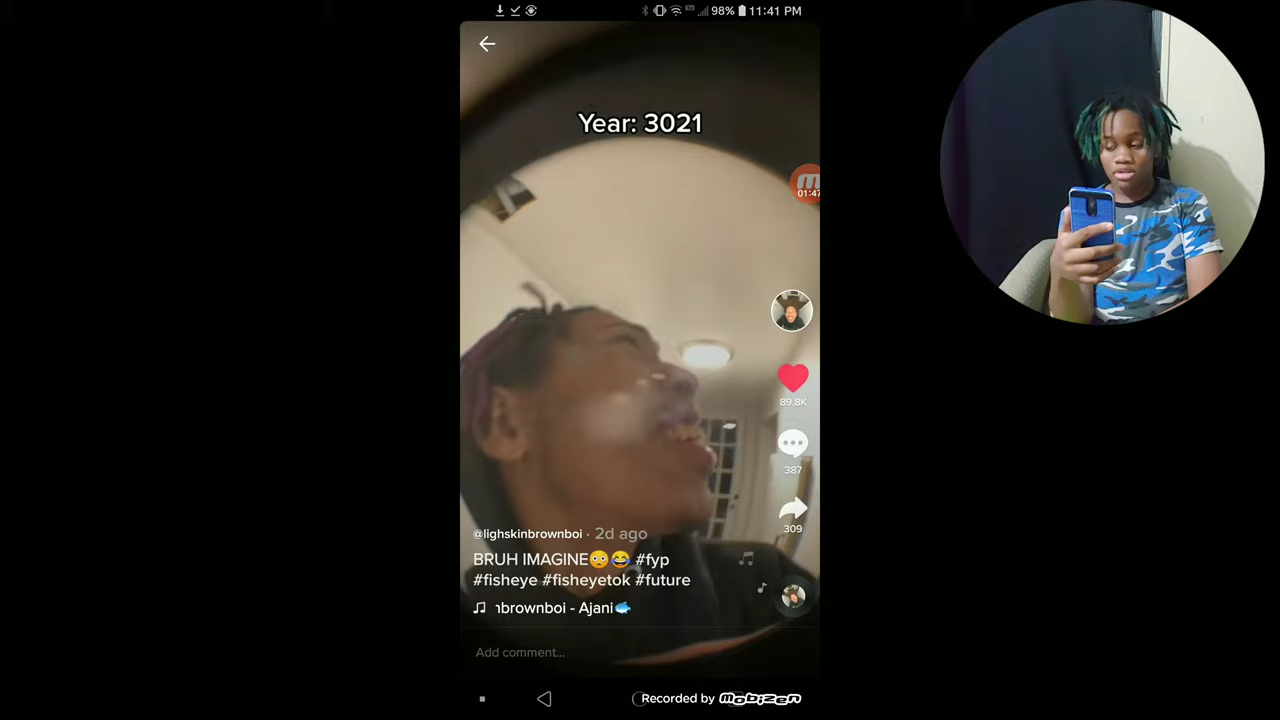 98% 11:41 PM
Year: 3021
01:47
89.8K
387
309
@lighskinbrownboi · 2d ago
BRUH IMAGINE😳😂 #fyp
#fisheye #fisheyetok #future
nbrownboi - Ajani🐟
Add comment...
Recorded by mobizen